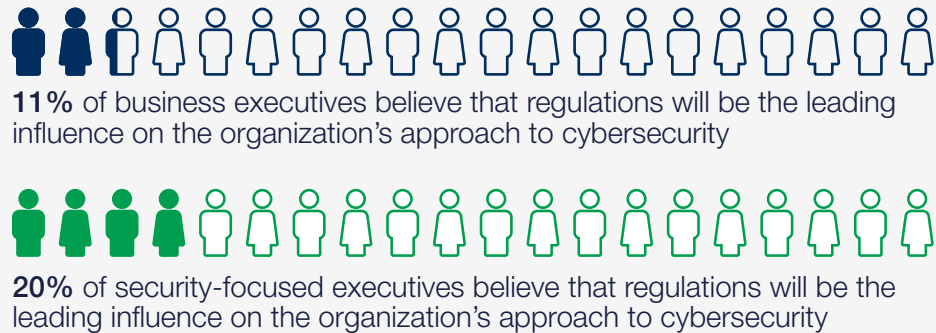 11% of business executives believe that regulations will be the leading
influence on the organization’s approach to cybersecurity
20% of security-focused executives believe that regulations will be the
leading influence on the organization’s approach to cybersecurity